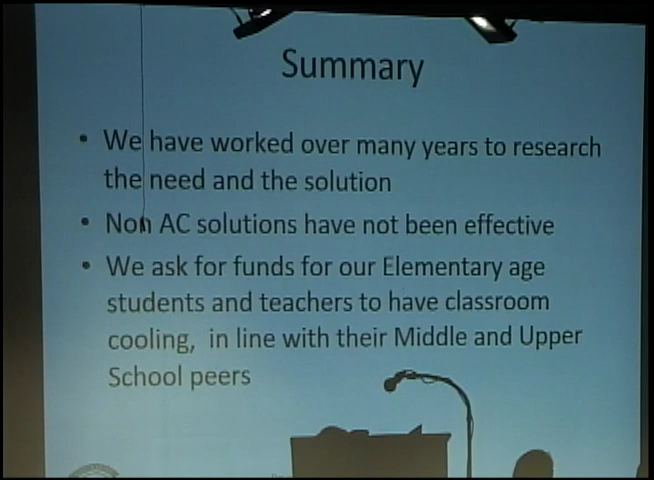 Summary
• We have worked over many years to research
the need and the solution
• Non AC solutions have not been effective
• We ask for funds for our Elementary age
students and teachers to have classroom
cooling, in line with their Middle and Upper
School peers